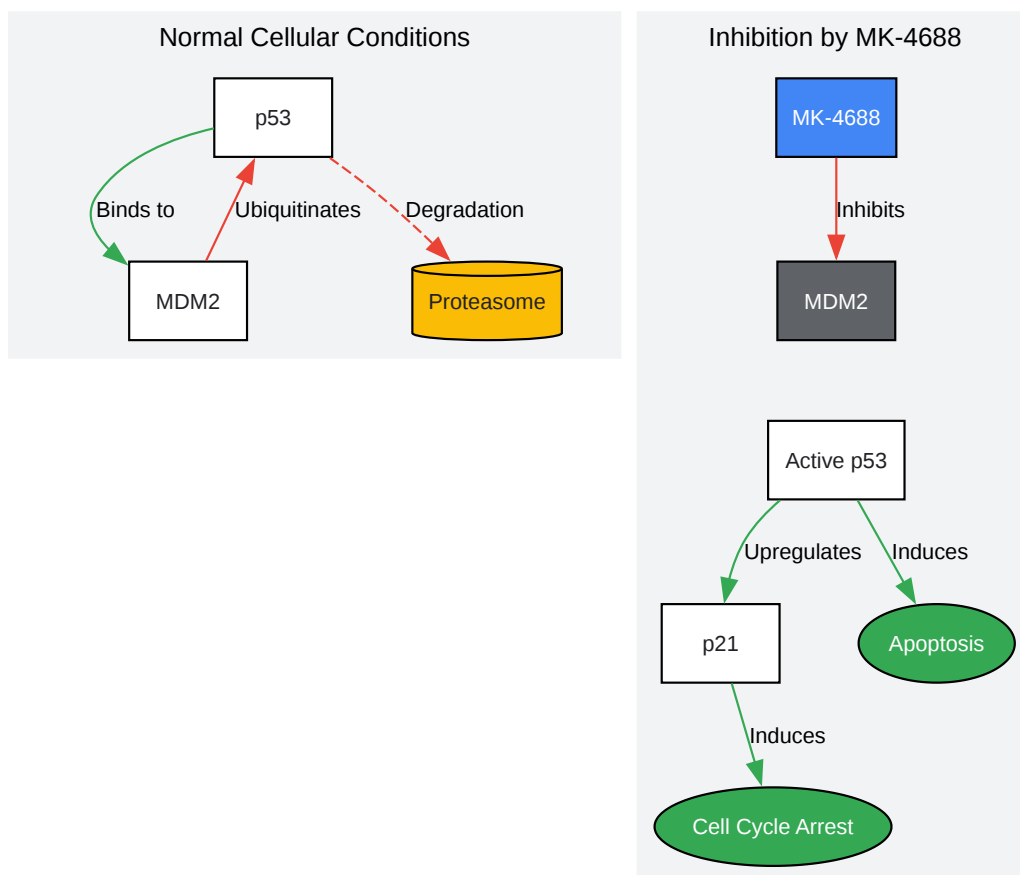 Normal Cellular Conditions
p53
Binds to
Ubiquitinates
Degradation
MDM2
Proteasome
Inhibition by MK-4688
MK-4688
Inhibits
MDM2
Active p53
Upregulates
Induces
p21
Apoptosis
Induces
Cell Cycle Arrest